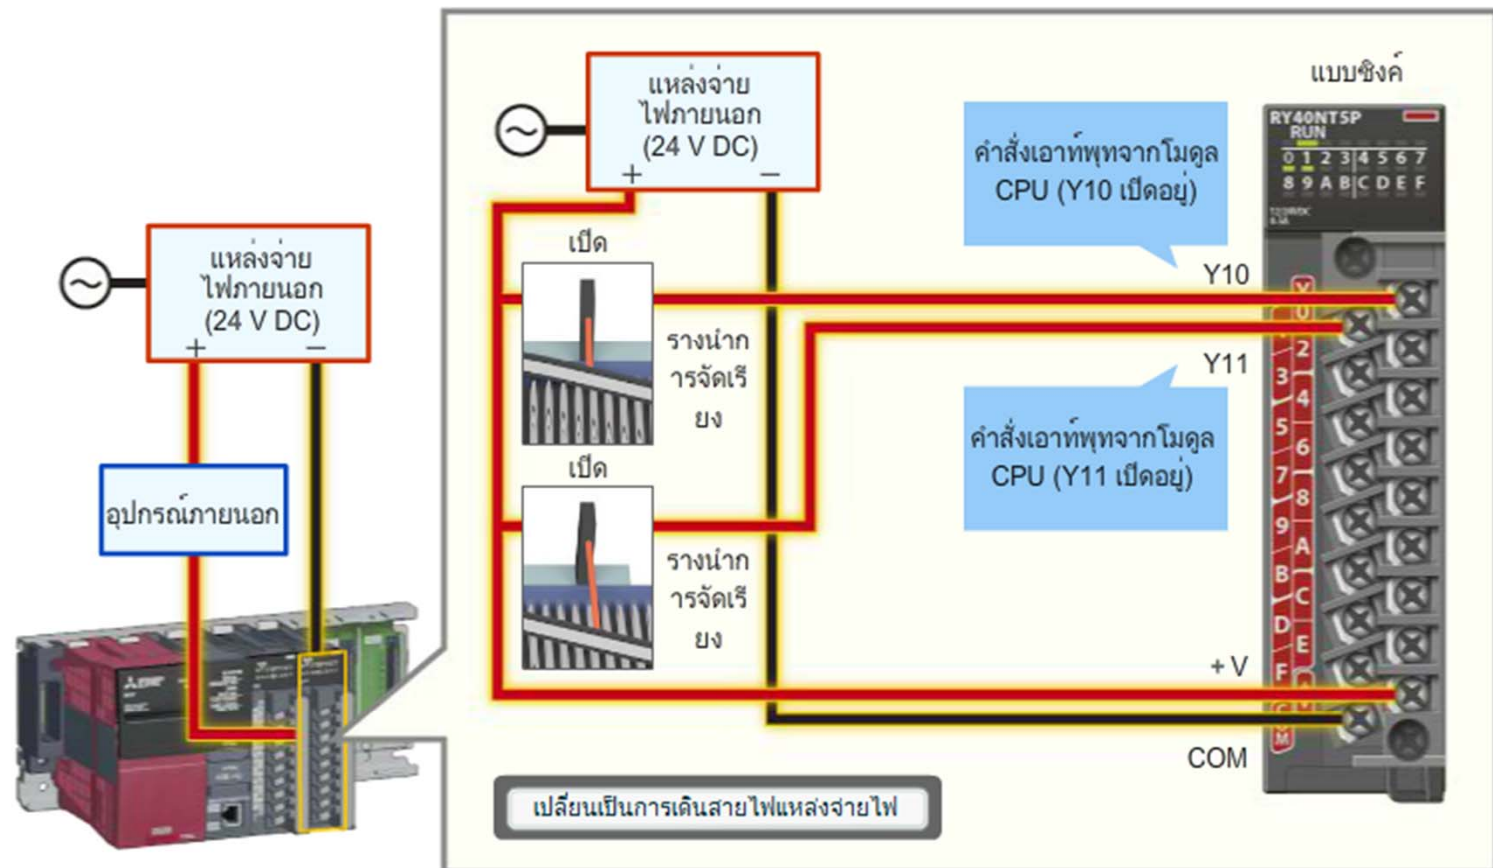 แบบซิงค์
แหล่งจ่าย
ไฟภายนอก
(24 V DC)
+ −
RY40NT5P
RUN
0 1 2 3 4 5 6 7
8 9 A B C D E F
คำสั่งเอาท์พุทจากโมดูล
CPU (Y10 เปิดอยู่)
เปิด
Y10
รางนำก
ารจัดเรี
ยง
Y11
คำสั่งเอาท์พุทจากโมดูล
CPU (Y11 เปิดอยู่)
เปิด
รางนำก
ารจัดเรี
ยง
+ V
COM
2
3
4
5
6
7
8
9
A
B
C
D
E
F
แหล่งจ่าย
ไฟภายนอก
(24 V DC)
+ −
อุปกรณ์ภายนอก
เปลี่ยนเป็นการเดินสายไฟแหล่งจ่ายไฟ